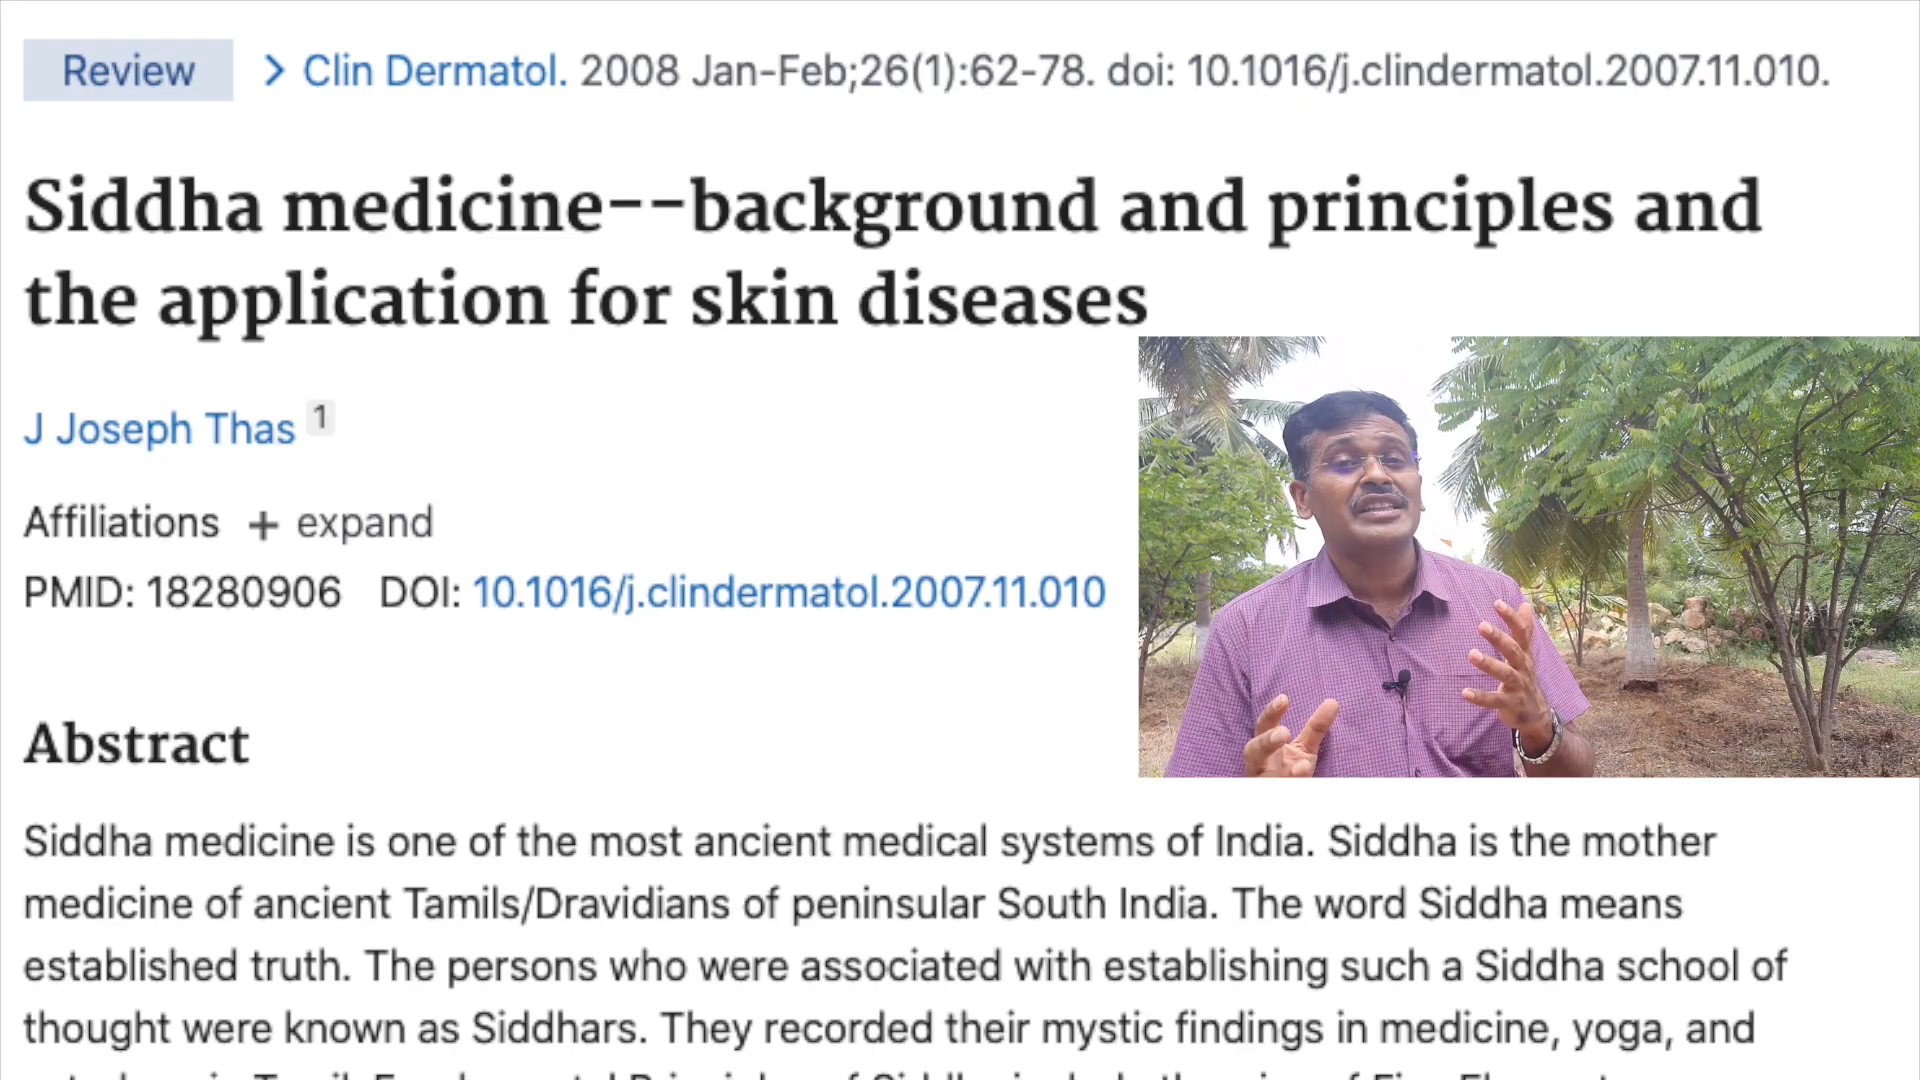 Review > Clin Dermatol. 2008 Jan-Feb;26(1):62-78. doi: 10.1016/j.clindermatol.2007.11.010.
Siddha medicine--background and principles and
the application for skin diseases
J Joseph Thas 1
Affiliations + expand
PMID: 18280906 DOI: 10.1016/j.clindermatol.2007.11.010
Abstract
Siddha medicine is one of the most ancient medical systems of India. Siddha is the mother
medicine of ancient Tamils/Dravidians of peninsular South India. The word Siddha means
established truth. The persons who were associated with establishing such a Siddha school of
thought were known as Siddhars. They recorded their mystic findings in medicine, yoga, and